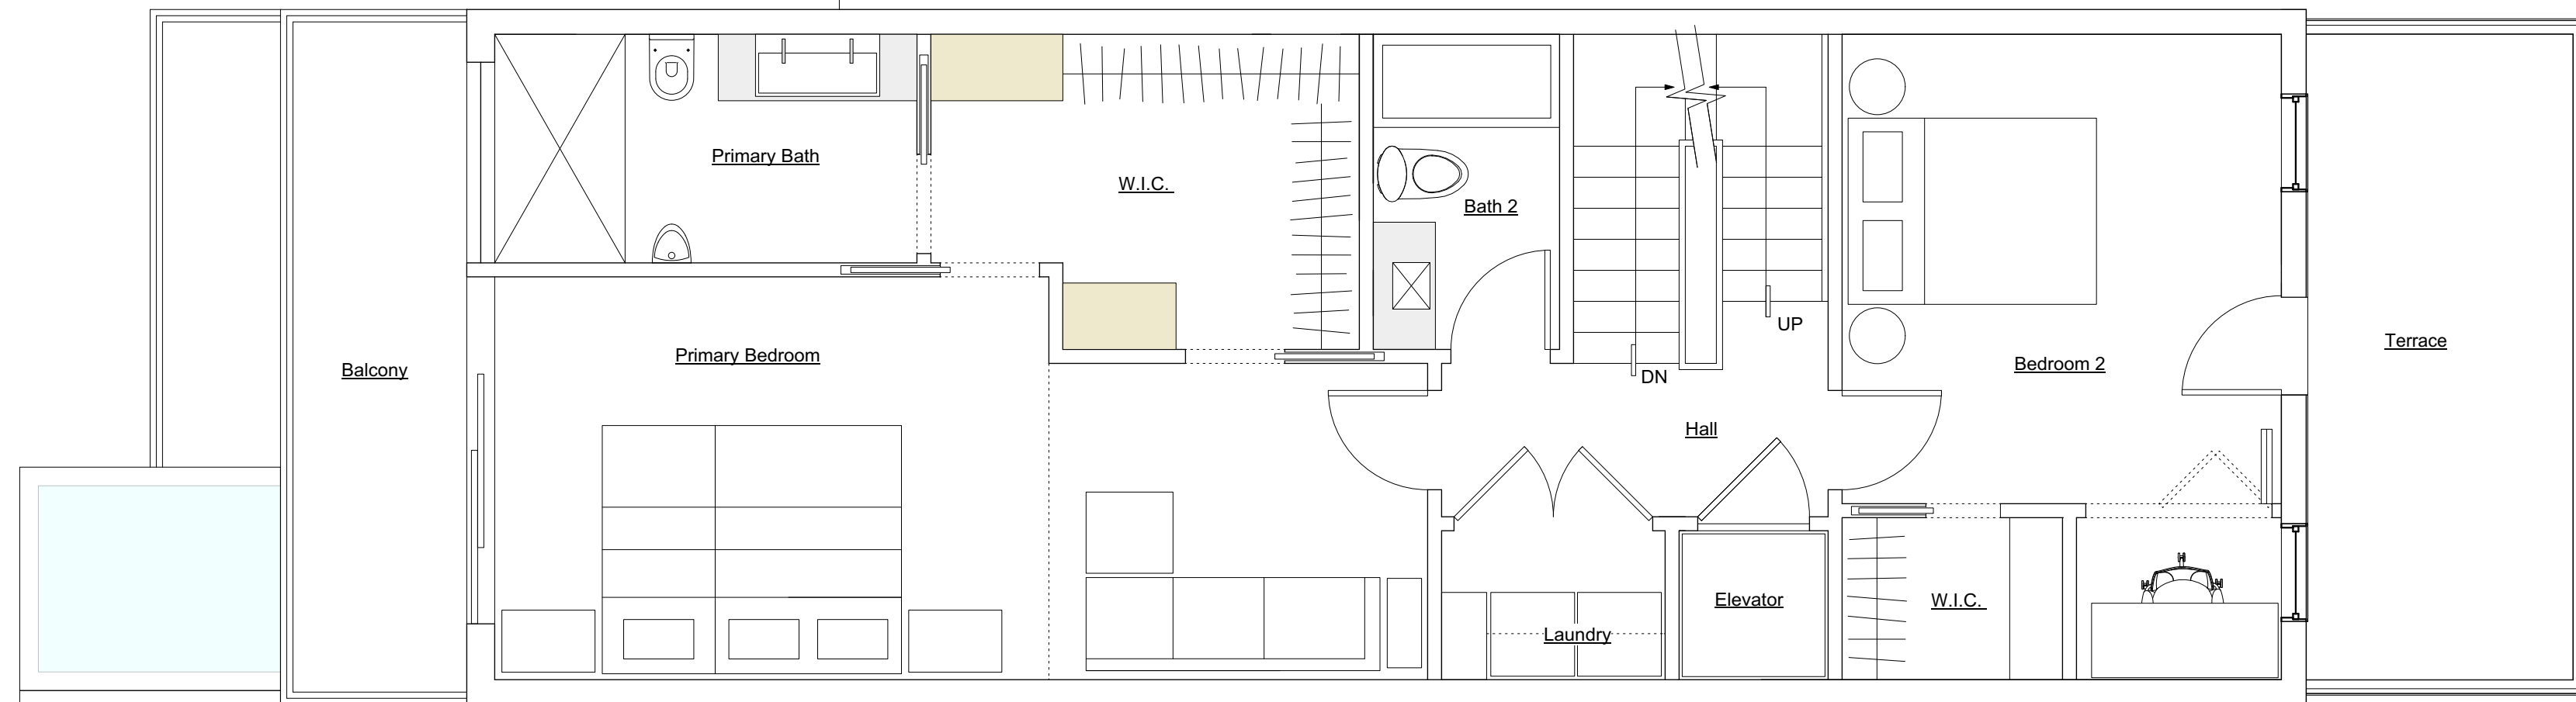 Primary Bath
W.I.C.
Bath 2
UP
Terrace
Primary Bedroom
Bedroom 2
Balcony
DN
Hall
Elevator
W.I.C.
Laundry